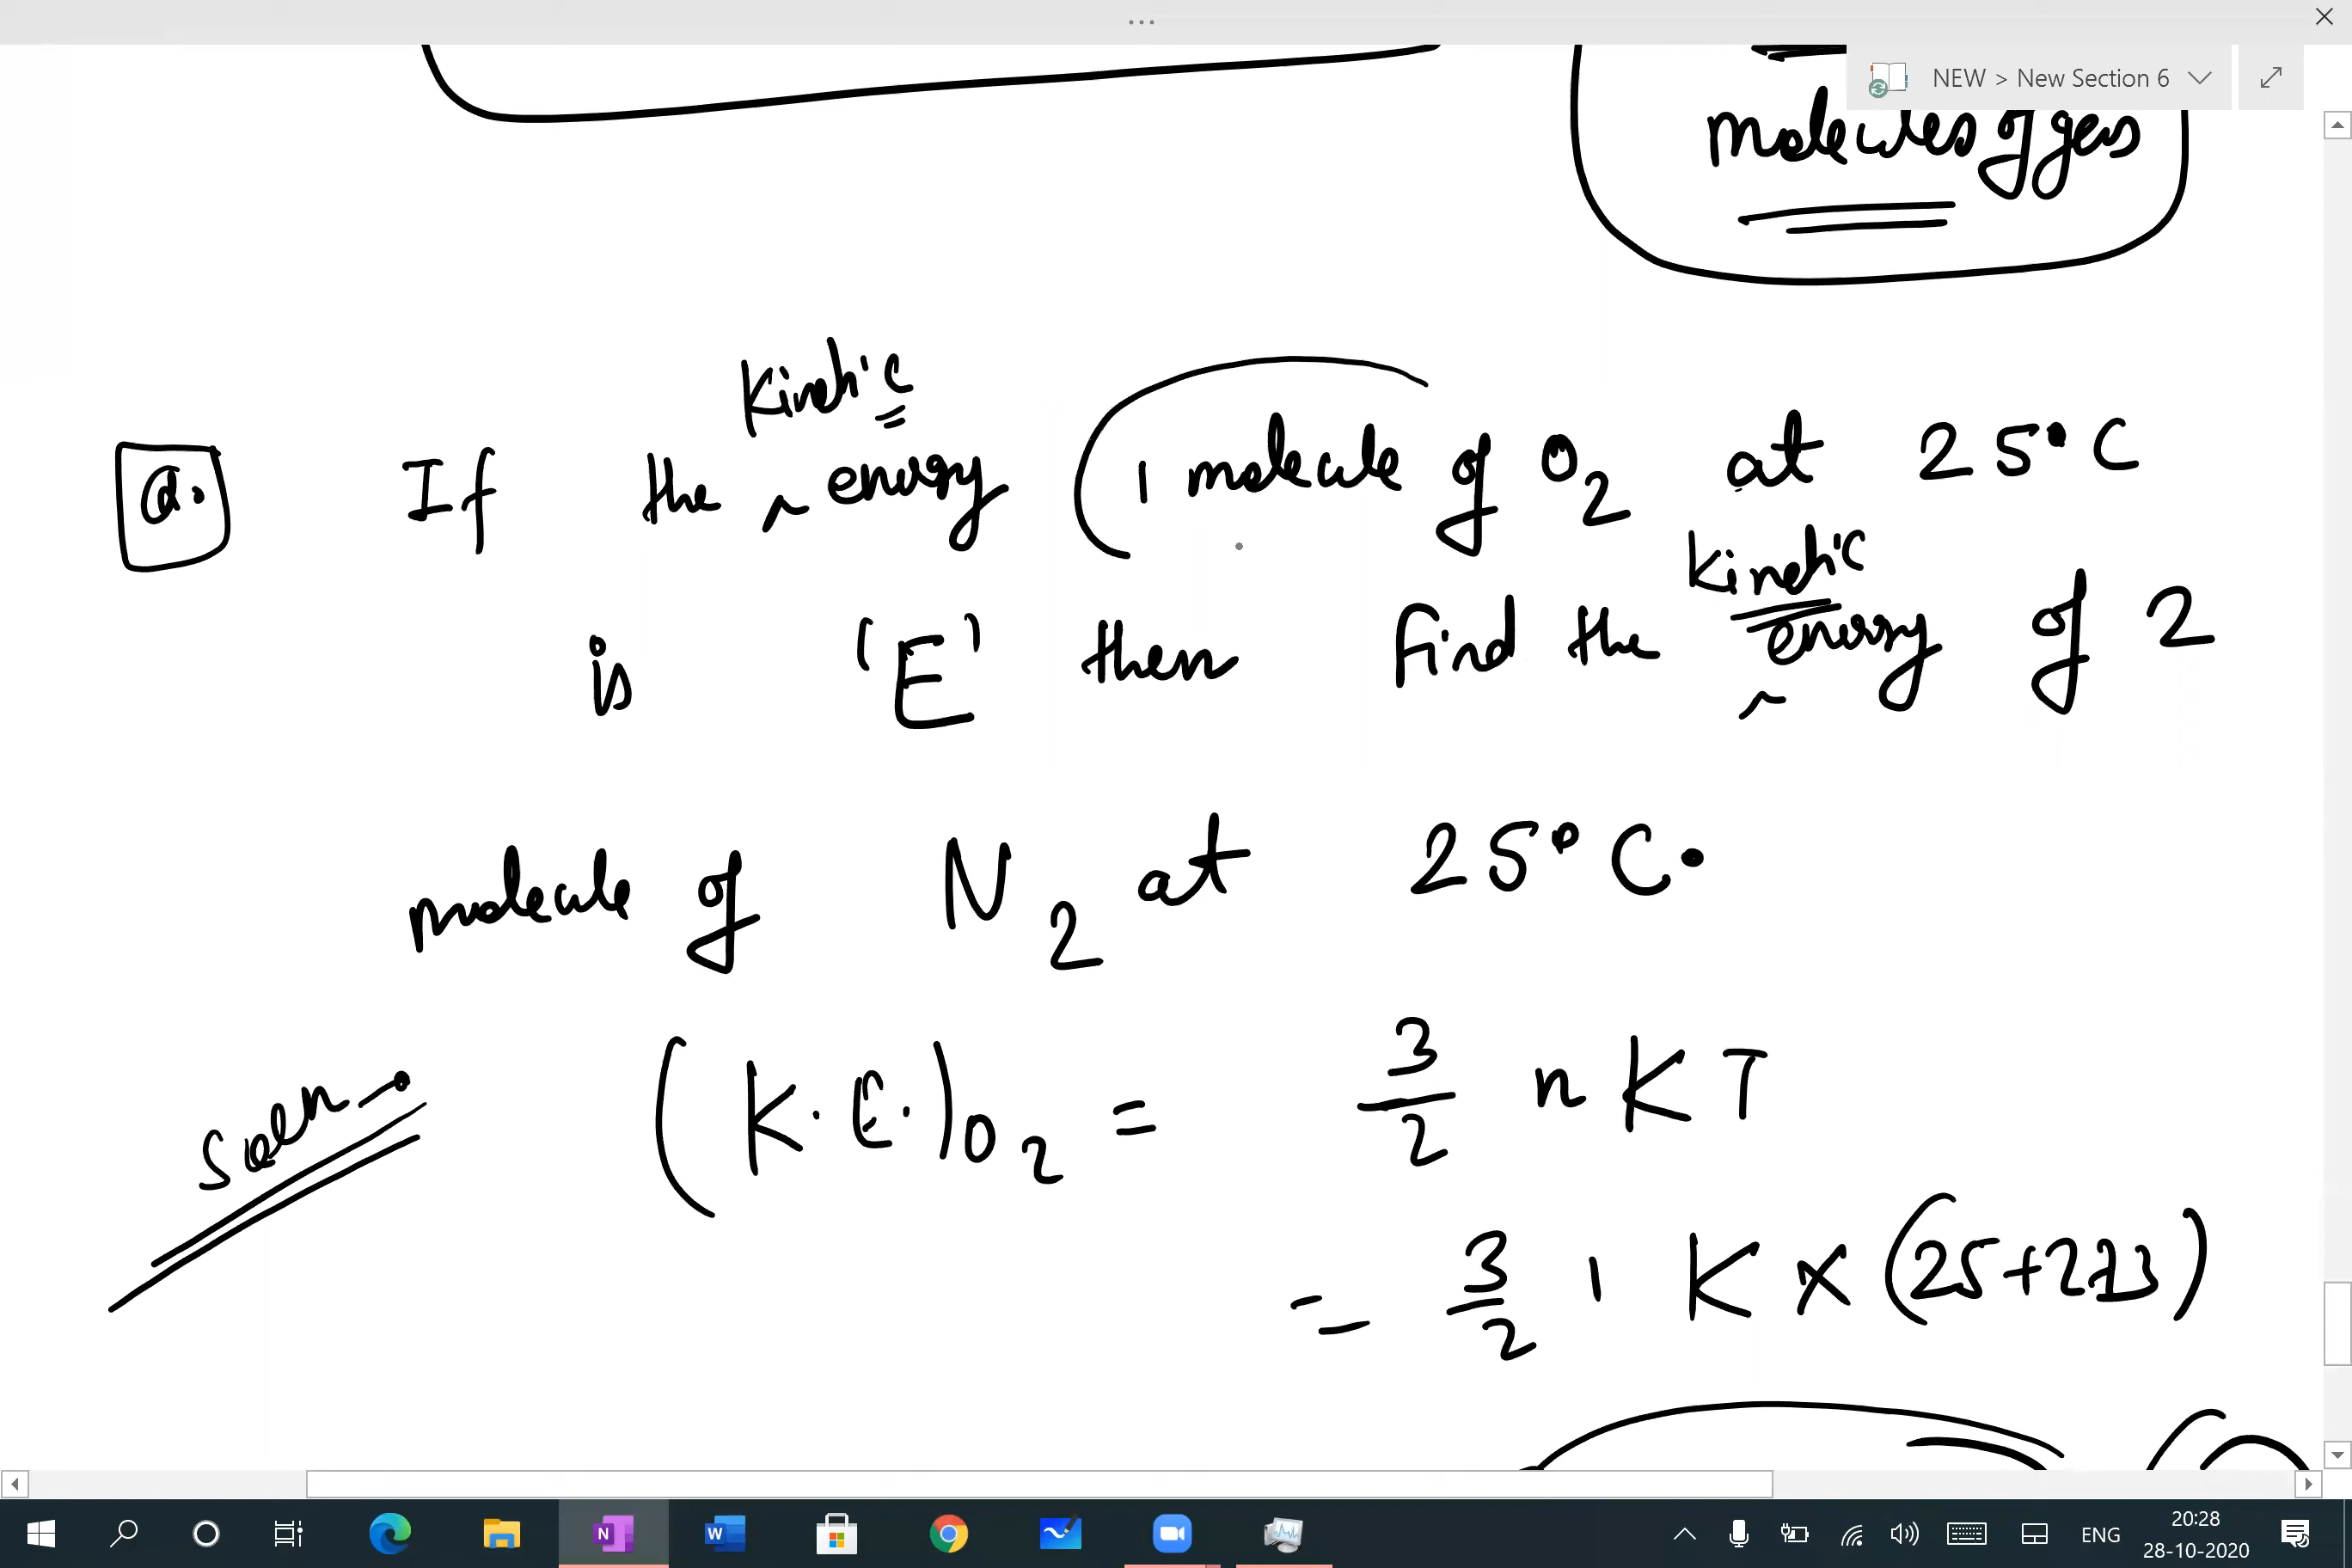 NEW > New Section 6
molecules of gas
Kinetic
Q. If the energy (1 molecule of O2 at 25°C
Kinetic
is 'E' then find the energy of 2
molecule of N2 at 25°C.
Soln → (K.E.)O2 = 3/2 n K T
= 3/2 1 K × (25+273)
ENG
20:28
28-10-2020